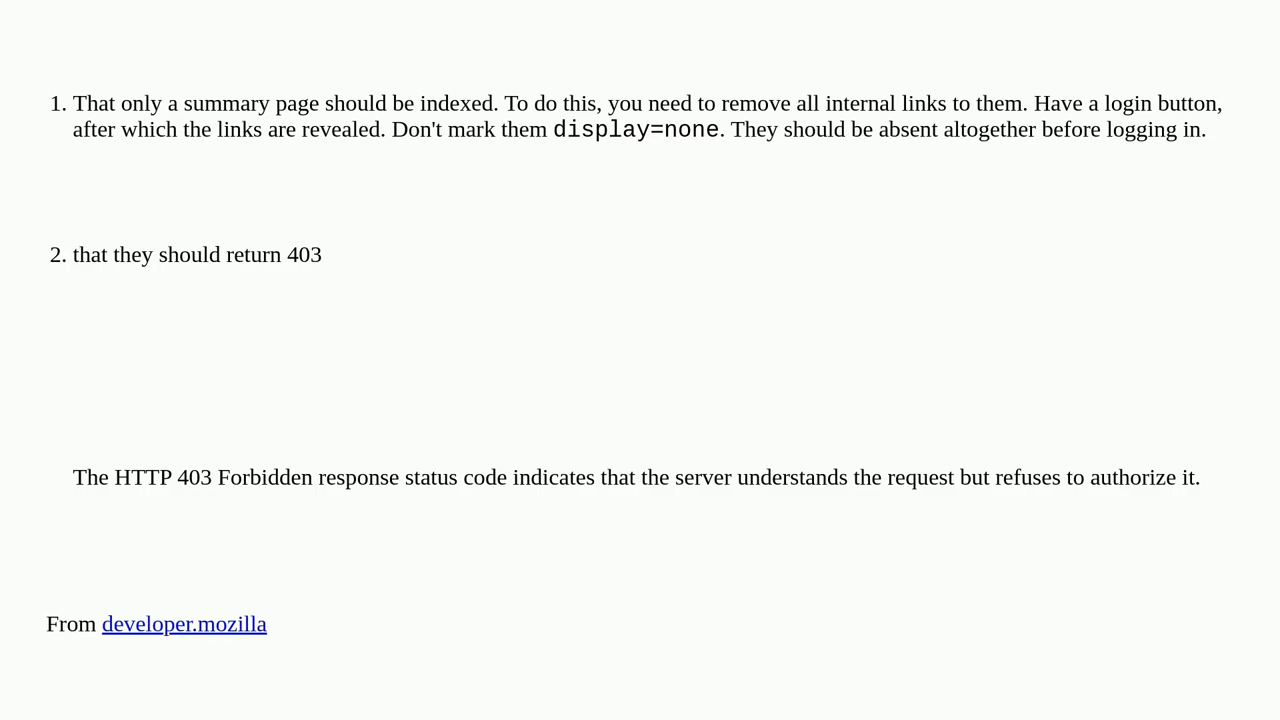 1. That only a summary page should be indexed. To do this, you need to remove all internal links to them. Have a login button,
after which the links are revealed. Don't mark them display=none. They should be absent altogether before logging in.
2. that they should return 403
The HTTP 403 Forbidden response status code indicates that the server understands the request but refuses to authorize it.
From developer.mozilla